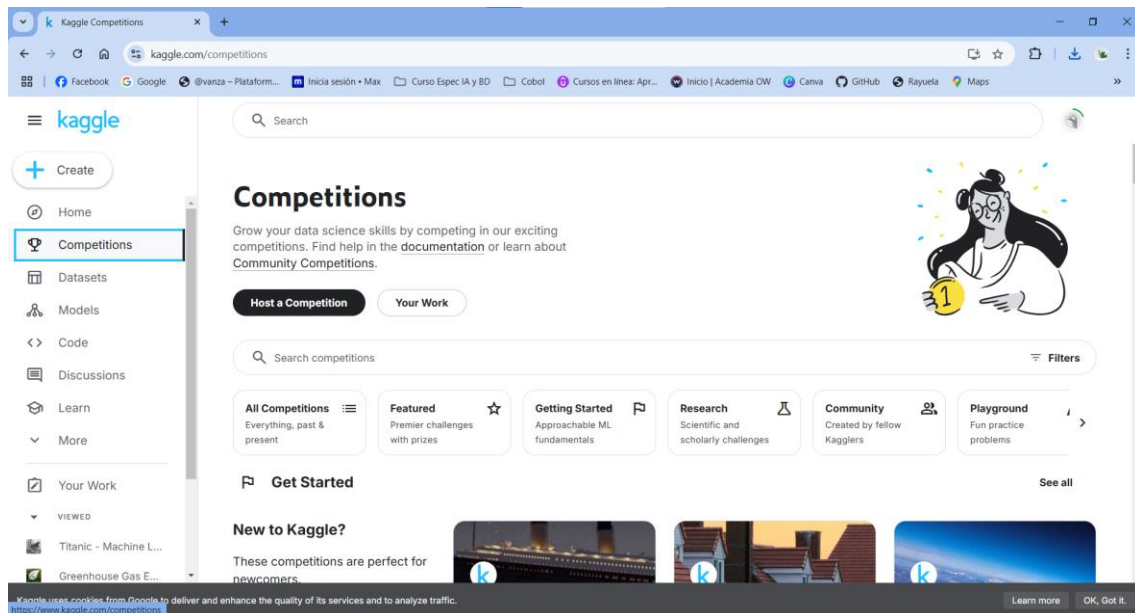 Kaggle Competitions
kaggle.com/competitions
Facebook Google @vanza – Plataform... Inicia sesión • Max Curso Espec IA y BD Cobol Cursos en línea: Apr... Inicio | Academia OW Canva GitHub Rayuela Maps »
kaggle
Search
Create
Home
Competitions
Datasets
Models
Code
Discussions
Learn
More
Your Work
VIEWED
Titanic - Machine L...
Greenhouse Gas E...
Competitions
Grow your data science skills by competing in our exciting
competitions. Find help in the documentation or learn about
Community Competitions.
Host a Competition Your Work
1
Search competitions Filters
All Competitions
Everything, past &
present
Featured
Premier challenges
with prizes
Getting Started
Approachable ML
fundamentals
Research
Scientific and
scholarly challenges
Community
Created by fellow
Kagglers
Playground
Fun practice
problems
Get Started See all
New to Kaggle?
These competitions are perfect for
newcomers.
k
k
k
Kaggle uses cookies from Google to deliver and enhance the quality of its services and to analyze traffic. Learn more OK, Got it.
https://www.kaggle.com/competitions